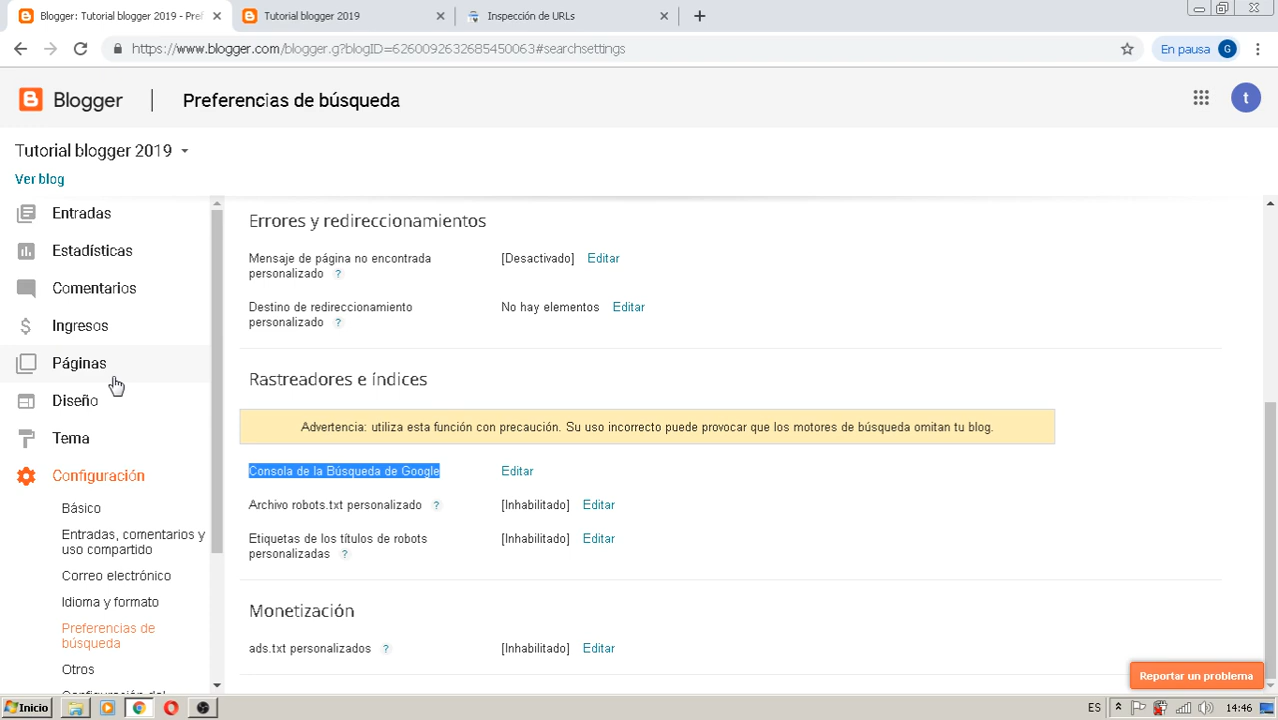 Blogger: Tutorial blogger 2019 - Pref
Tutorial blogger 2019
Inspección de URLs
https://www.blogger.com/blogger.g?blogID=6260092632685450063#searchsettings
En pausa
G
Blogger
Preferencias de búsqueda
t
Tutorial blogger 2019
Ver blog
Entradas
Estadísticas
Comentarios
Ingresos
Páginas
Diseño
Tema
Configuración
Básico
Entradas, comentarios y
uso compartido
Correo electrónico
Idioma y formato
Preferencias de
búsqueda
Otros
Errores y redireccionamientos
Mensaje de página no encontrada
personalizado ?
[Desactivado] Editar
Destino de redireccionamiento
personalizado ?
No hay elementos Editar
Rastreadores e índices
Advertencia: utiliza esta función con precaución. Su uso incorrecto puede provocar que los motores de búsqueda omitan tu blog.
Consola de la Búsqueda de Google Editar
Archivo robots.txt personalizado ? [Inhabilitado] Editar
Etiquetas de los títulos de robots
personalizadas ?
[Inhabilitado] Editar
Monetización
ads.txt personalizados ? [Inhabilitado] Editar
Reportar un problema
Inicio
ES
14:46